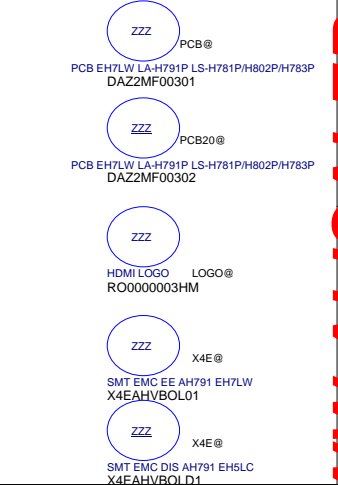 ZZZ
PCB@
PCB EH7LW LA-H791P LS-H781P/H802P/H783P
DAZ2MF00301
ZZZ
PCB20@
PCB EH7LW LA-H791P LS-H781P/H802P/H783P
DAZ2MF00302
ZZZ
HDMI LOGO LOGO@
RO0000003HM
ZZZ
X4E@
SMT EMC EE AH791 EH7LW
X4EAHVBOL01
ZZZ
X4E@
SMT EMC DIS AH791 EH5LC
X4EAHVBOLD1